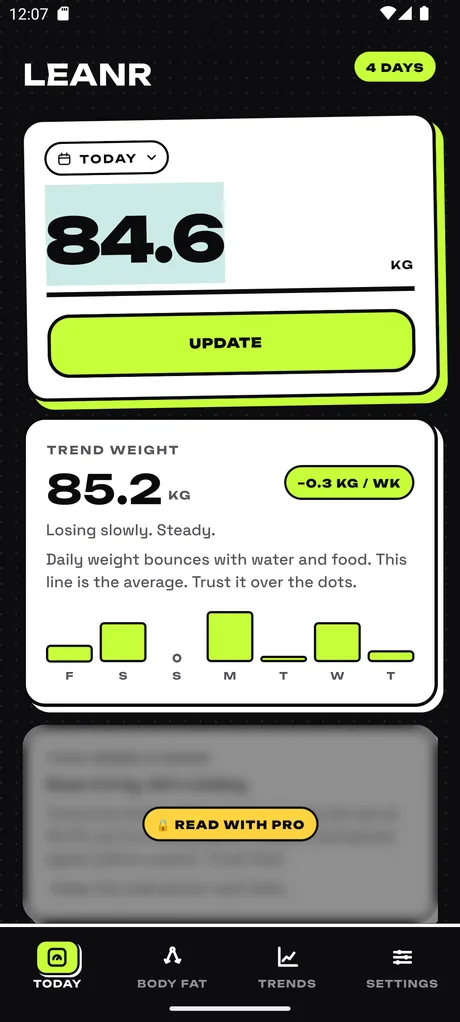 12:07
LEANR
4 DAYS
TODAY
84.6
KG
UPDATE
TREND WEIGHT
85.2 KG
-0.3 KG / WK
Losing slowly. Steady.
Daily weight bounces with water and food. This
line is the average. Trust it over the dots.
F S S M T W T
READ WITH PRO
TODAY BODY FAT TRENDS SETTINGS